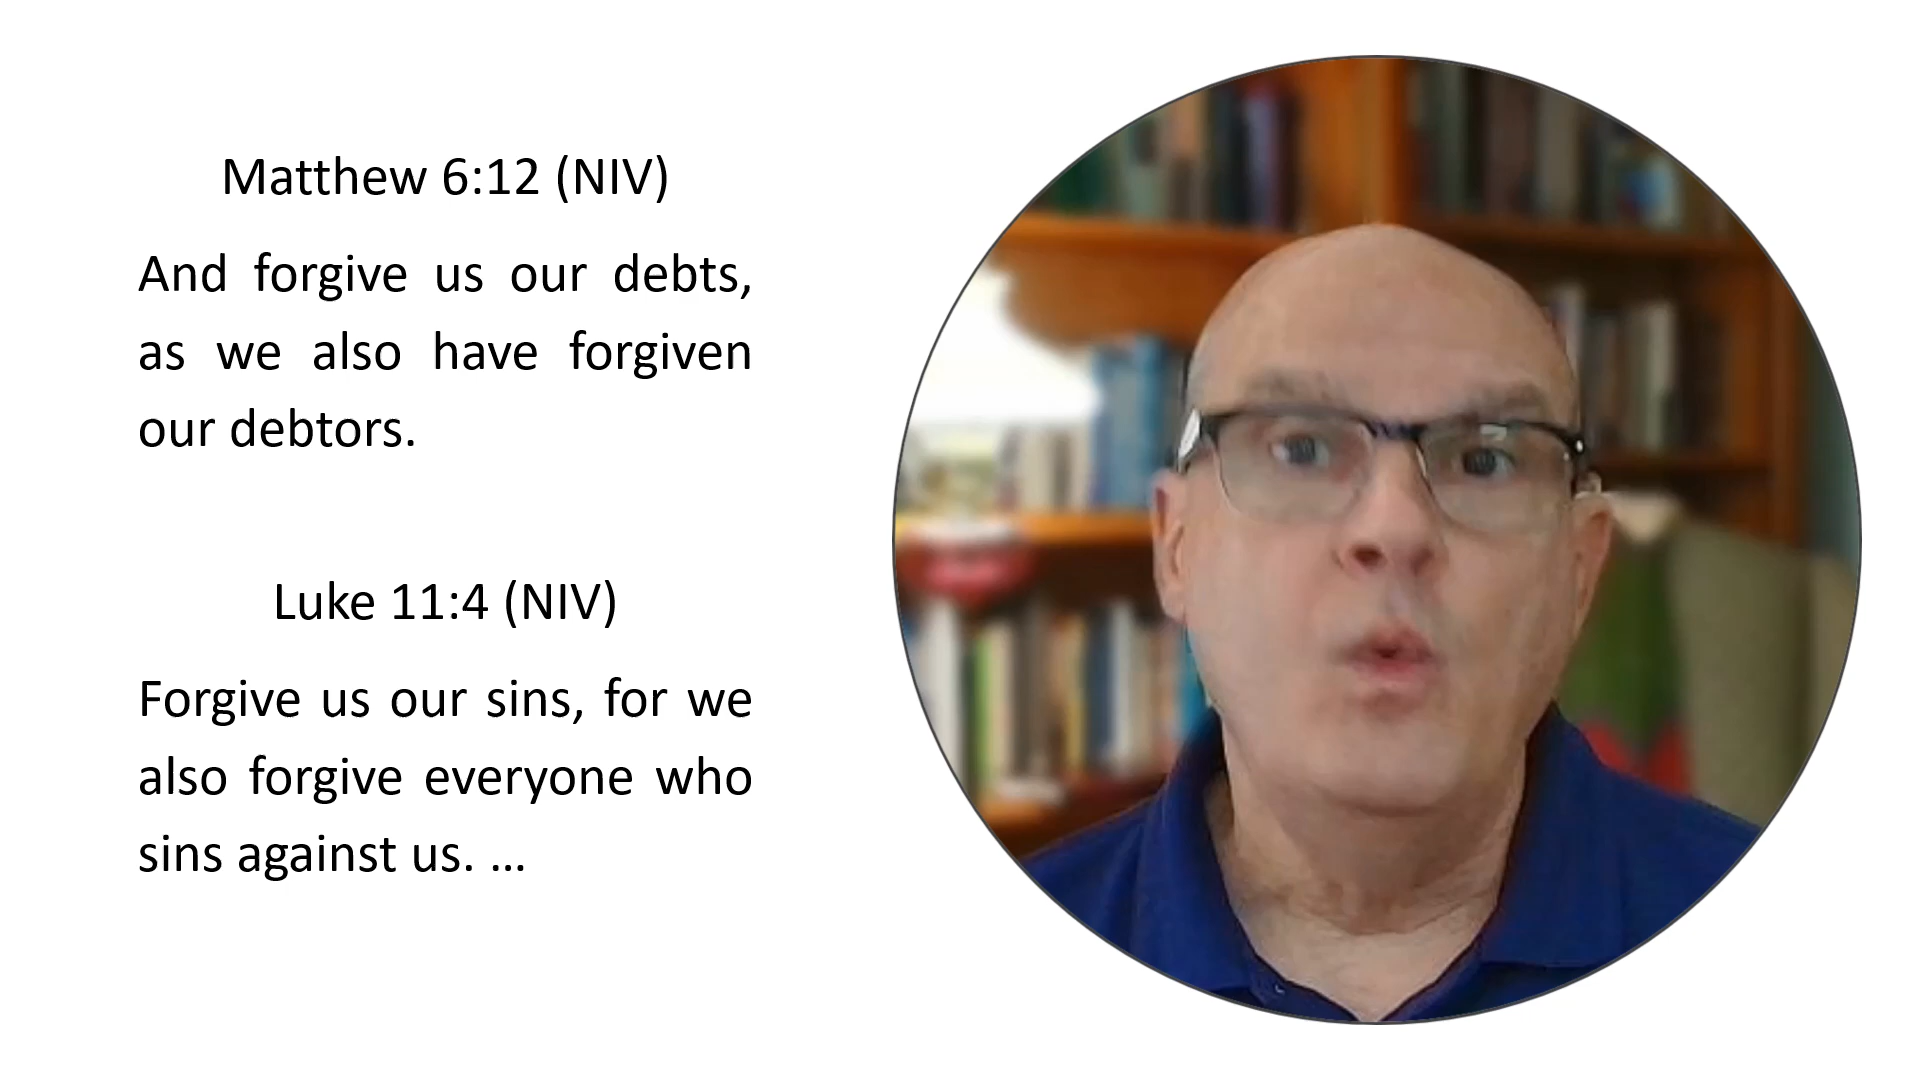 Matthew 6:12 (NIV)
And forgive us our debts,
as we also have forgiven
our debtors.
Luke 11:4 (NIV)
Forgive us our sins, for we
also forgive everyone who
sins against us. ...